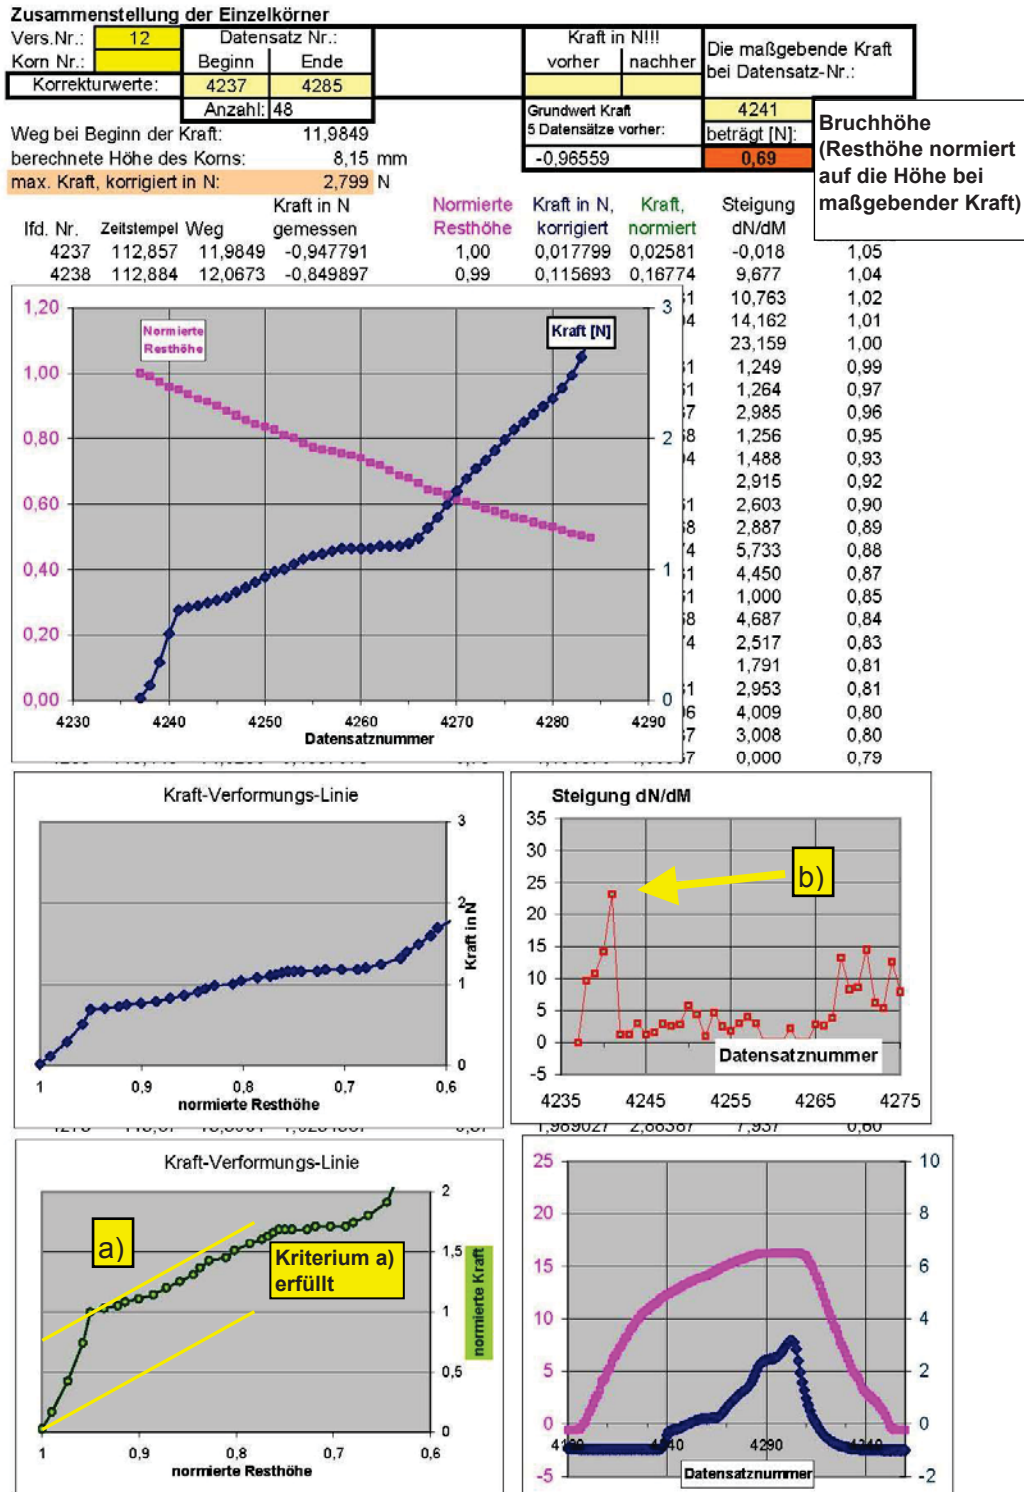 Zusammenstellung der Einzelkörner
Vers.Nr.: 12 Datensatz Nr.: Kraft in N!!! Die maßgebende Kraft
Korn Nr.: Beginn Ende vorher nachher bei Datensatz-Nr.:
Korrekturwerte: 4237 4285
Anzahl: 48 Grundwert Kraft 4241
Weg bei Beginn der Kraft: 11,9849 5 Datensätze vorher: beträgt [N]:
berechnete Höhe des Korns: 8,15 mm -0,96559 0,69
max. Kraft, korrigiert in N: 2,799 N
Bruchhöhe
(Resthöhe normiert
auf die Höhe bei
maßgebender Kraft)
Kraft in N Normierte Kraft in N, Kraft, Steigung
lfd. Nr. Zeitstempel Weg gemessen Resthöhe korrigiert normiert dN/dM
4237 112,857 11,9849 -0,947791 1,00 0,017799 0,02581 -0,018 1,05
4238 112,884 12,0673 -0,849897 0,99 0,115693 0,16774 9,677 1,04
10,763 1,02
14,162 1,01
23,159 1,00
1,249 0,99
1,264 0,97
2,985 0,96
1,256 0,95
1,488 0,93
2,915 0,92
2,603 0,90
2,887 0,89
5,733 0,88
4,450 0,87
1,000 0,85
4,687 0,84
2,517 0,83
1,791 0,81
2,953 0,81
4,009 0,80
3,008 0,80
0,000 0,79
1,20 3
Normierte
Resthöhe
Kraft [N]
1,00
0,80 2
0,60
0,40 1
0,20
0,00 0
4230 4240 4250 4260 4270 4280 4290
Datensatznummer
Kraft-Verformungs-Linie
3
2
1
0
Kraft in N
1 0,9 0,8 0,7 0,6
normierte Resthöhe
Steigung dN/dM
35
30
25
20
15
10
5
0
-5
b)
Datensatznummer
4235 4245 4255 4265 4275
1,989027 2,88387 7,937 0,60
Kraft-Verformungs-Linie
2
1,5
1
0,5
0
a)
Kriterium a)
erfüllt
normierte Kraft
1 0,9 0,8 0,7 0,6
normierte Resthöhe
25 10
20 8
15 6
10 4
5 2
0 0
-5 -2
4290
Datensatznummer